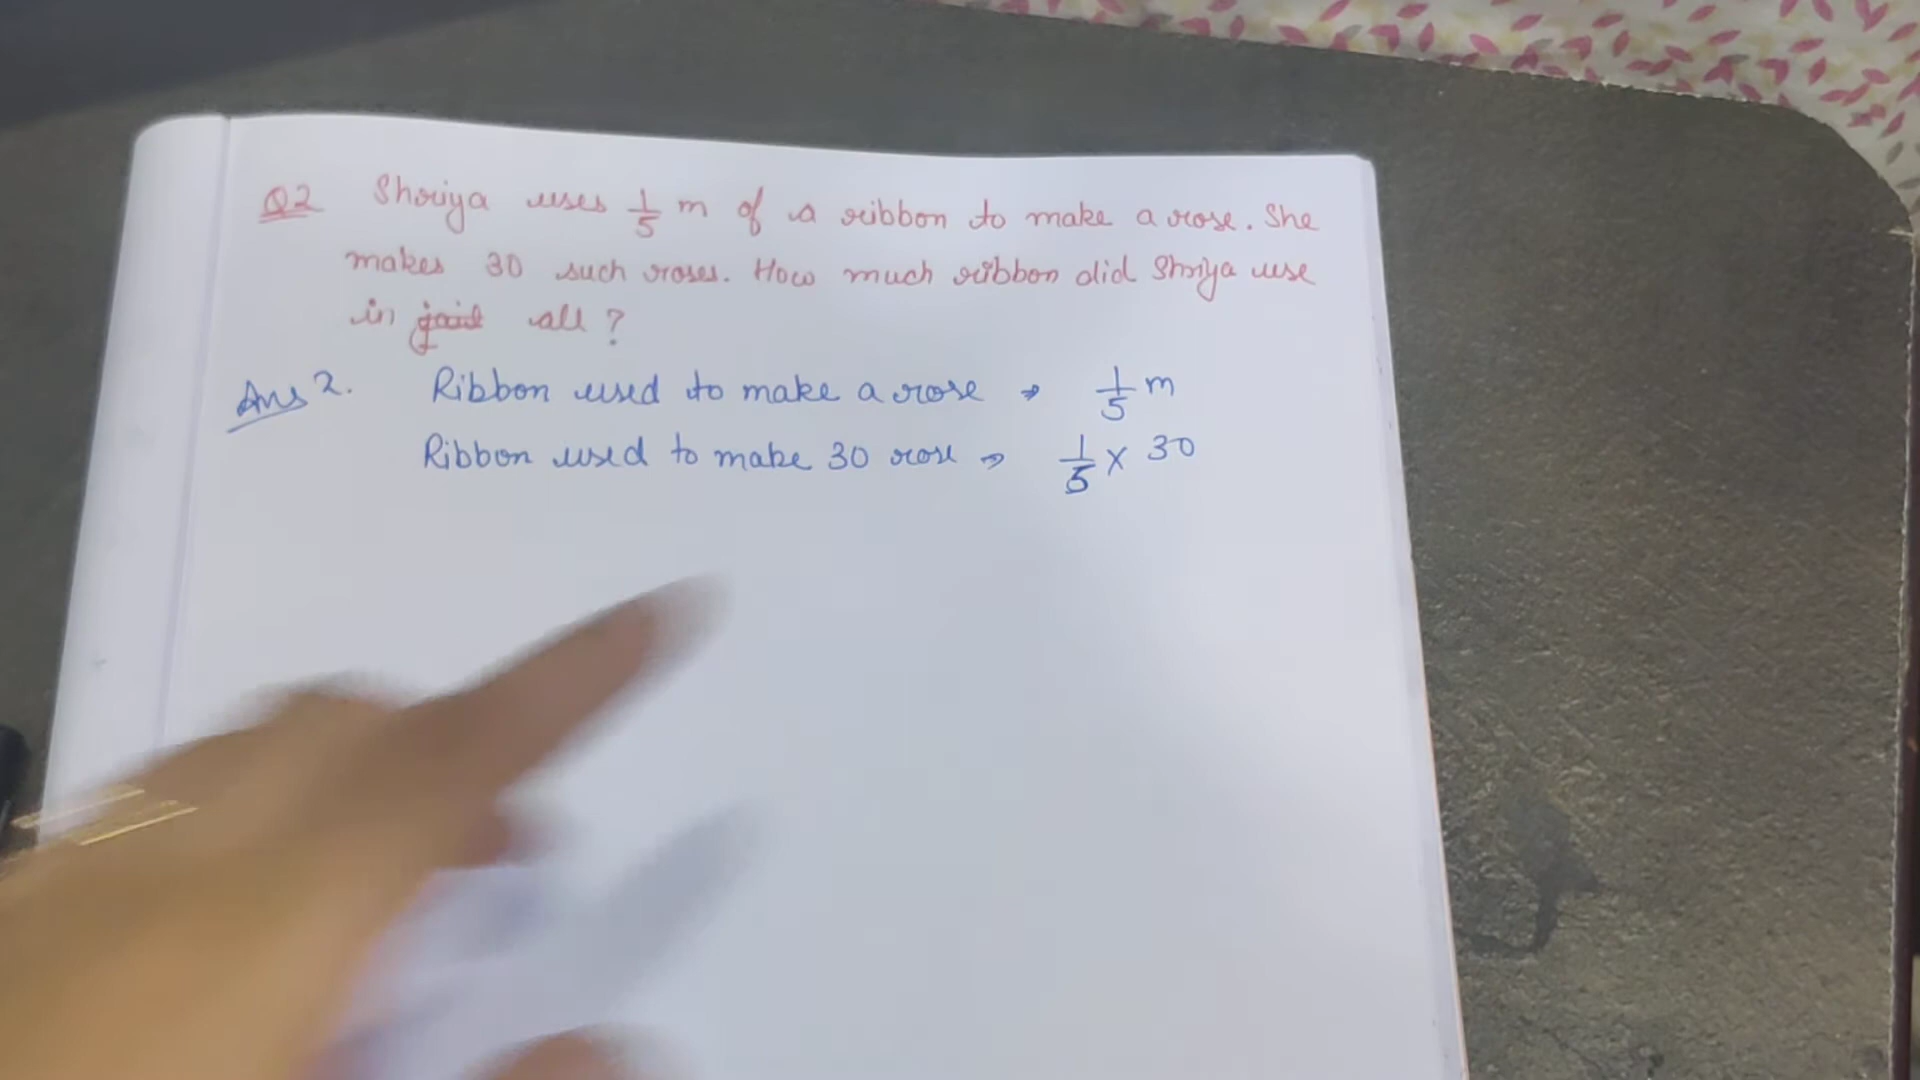 Q2 Shriya uses 1/5 m of a ribbon to make a rose. She
makes 30 such roses. How much ribbon did Shriya use
in all?
Ans 2. Ribbon used to make a rose → 1/5 m
Ribbon used to make 30 rose → 1/5 × 30